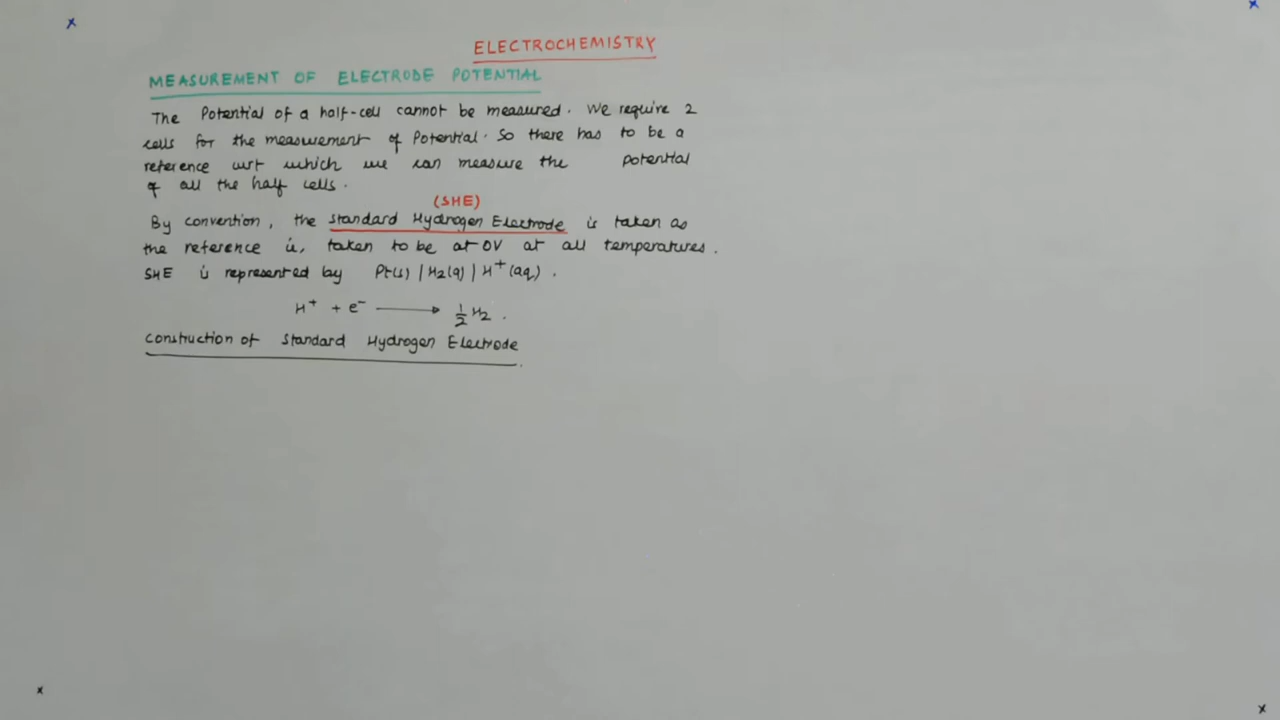 ELECTROCHEMISTRY
MEASUREMENT OF ELECTRODE POTENTIAL
The Potential of a half-cell cannot be measured. We require 2
cells for the measurement of Potential. So there has to be a
reference wrt which we can measure the potential
of all the half cells.
(SHE)
By convention, the Standard Hydrogen Electrode is taken as
the reference ie, taken to be at 0V at all temperatures.
SHE is represented by Pt(s) | H2(g) | H⁺(aq).
H⁺ + e⁻ ⟶ 1/2 H2.
Construction of Standard Hydrogen Electrode.